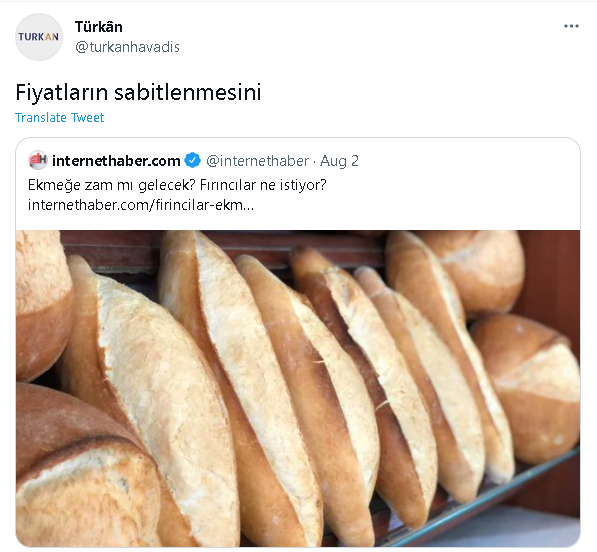 TURKAN
Türkân
@turkanhavadis
Fiyatların sabitlenmesini
Translate Tweet
internethaber.com @internethaber · Aug 2
Ekmeğe zam mı gelecek? Fırıncılar ne istiyor?
internethaber.com/firincilar-ekm...